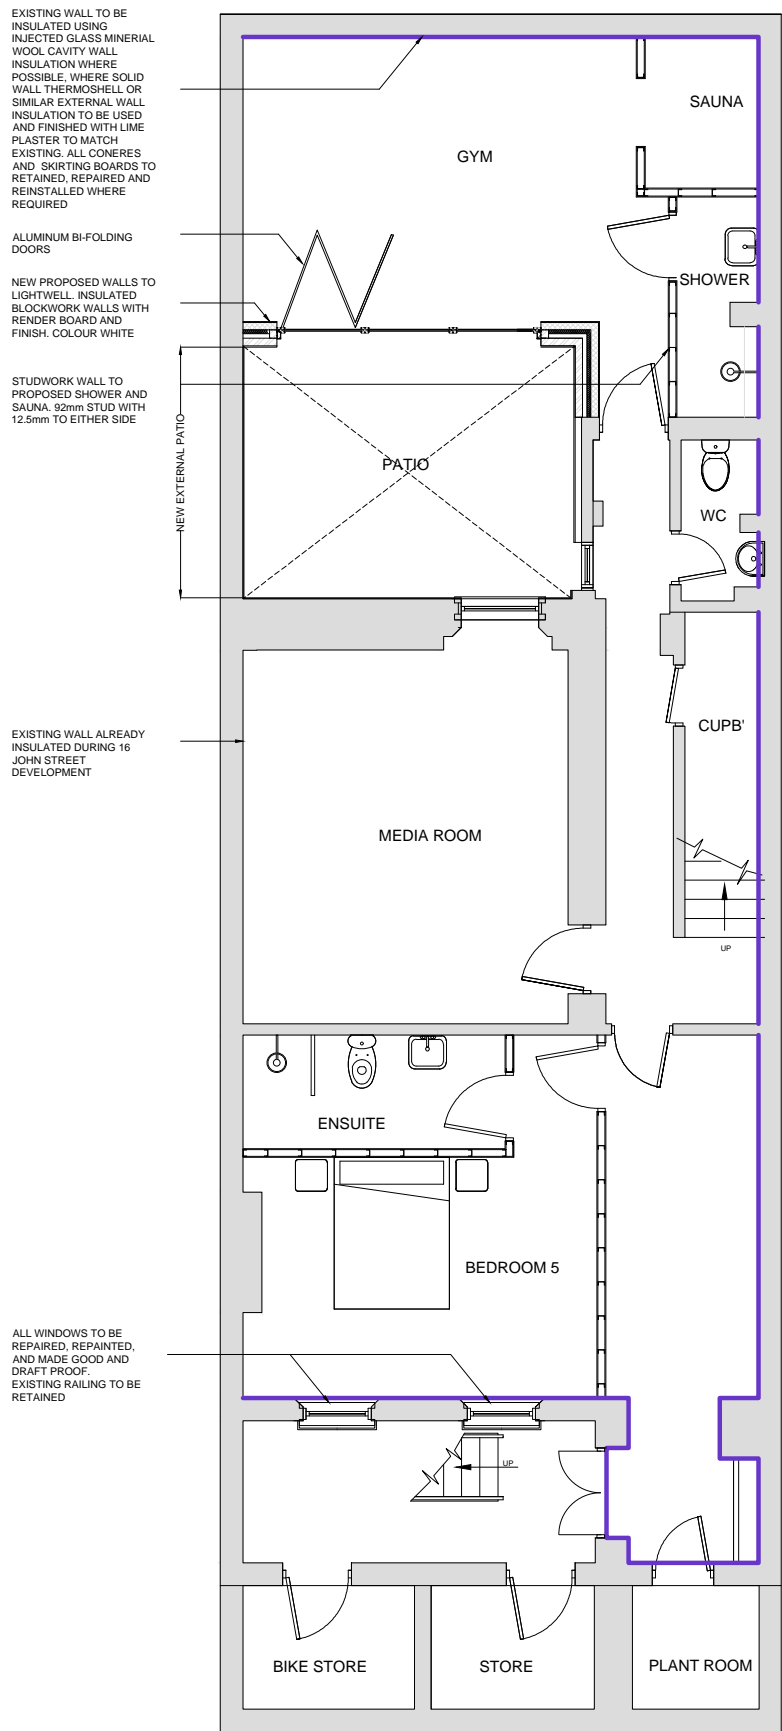 EXISTING WALL TO BE
INSULATED USING
INJECTED GLASS MINERIAL
WOOL CAVITY WALL
INSULATION WHERE
POSSIBLE, WHERE SOLID
WALL THERMOSHELL OR
SIMILAR EXTERNAL WALL
INSULATION TO BE USED
AND FINISHED WITH LIME
PLASTER TO MATCH
EXISTING. ALL CONERES
AND SKIRTING BOARDS TO
RETAINED, REPAIRED AND
REINSTALLED WHERE
REQUIRED
SAUNA
GYM
ALUMINUM BI-FOLDING
DOORS
SHOWER
NEW PROPOSED WALLS TO
LIGHTWELL. INSULATED
BLOCKWORK WALLS WITH
RENDER BOARD AND
FINISH. COLOUR WHITE
STUDWORK WALL TO
PROPOSED SHOWER AND
SAUNA. 92mm STUD WITH
12.5mm TO EITHER SIDE
NEW EXTERNAL PATIO
PATIO
WC
CUPB'
EXISTING WALL ALREADY
INSULATED DURING 16
JOHN STREET
DEVELOPMENT
MEDIA ROOM
UP
ENSUITE
BEDROOM 5
ALL WINDOWS TO BE
REPAIRED, REPAINTED,
AND MADE GOOD AND
DRAFT PROOF.
EXISTING RAILING TO BE
RETAINED
UP
BIKE STORE
STORE
PLANT ROOM